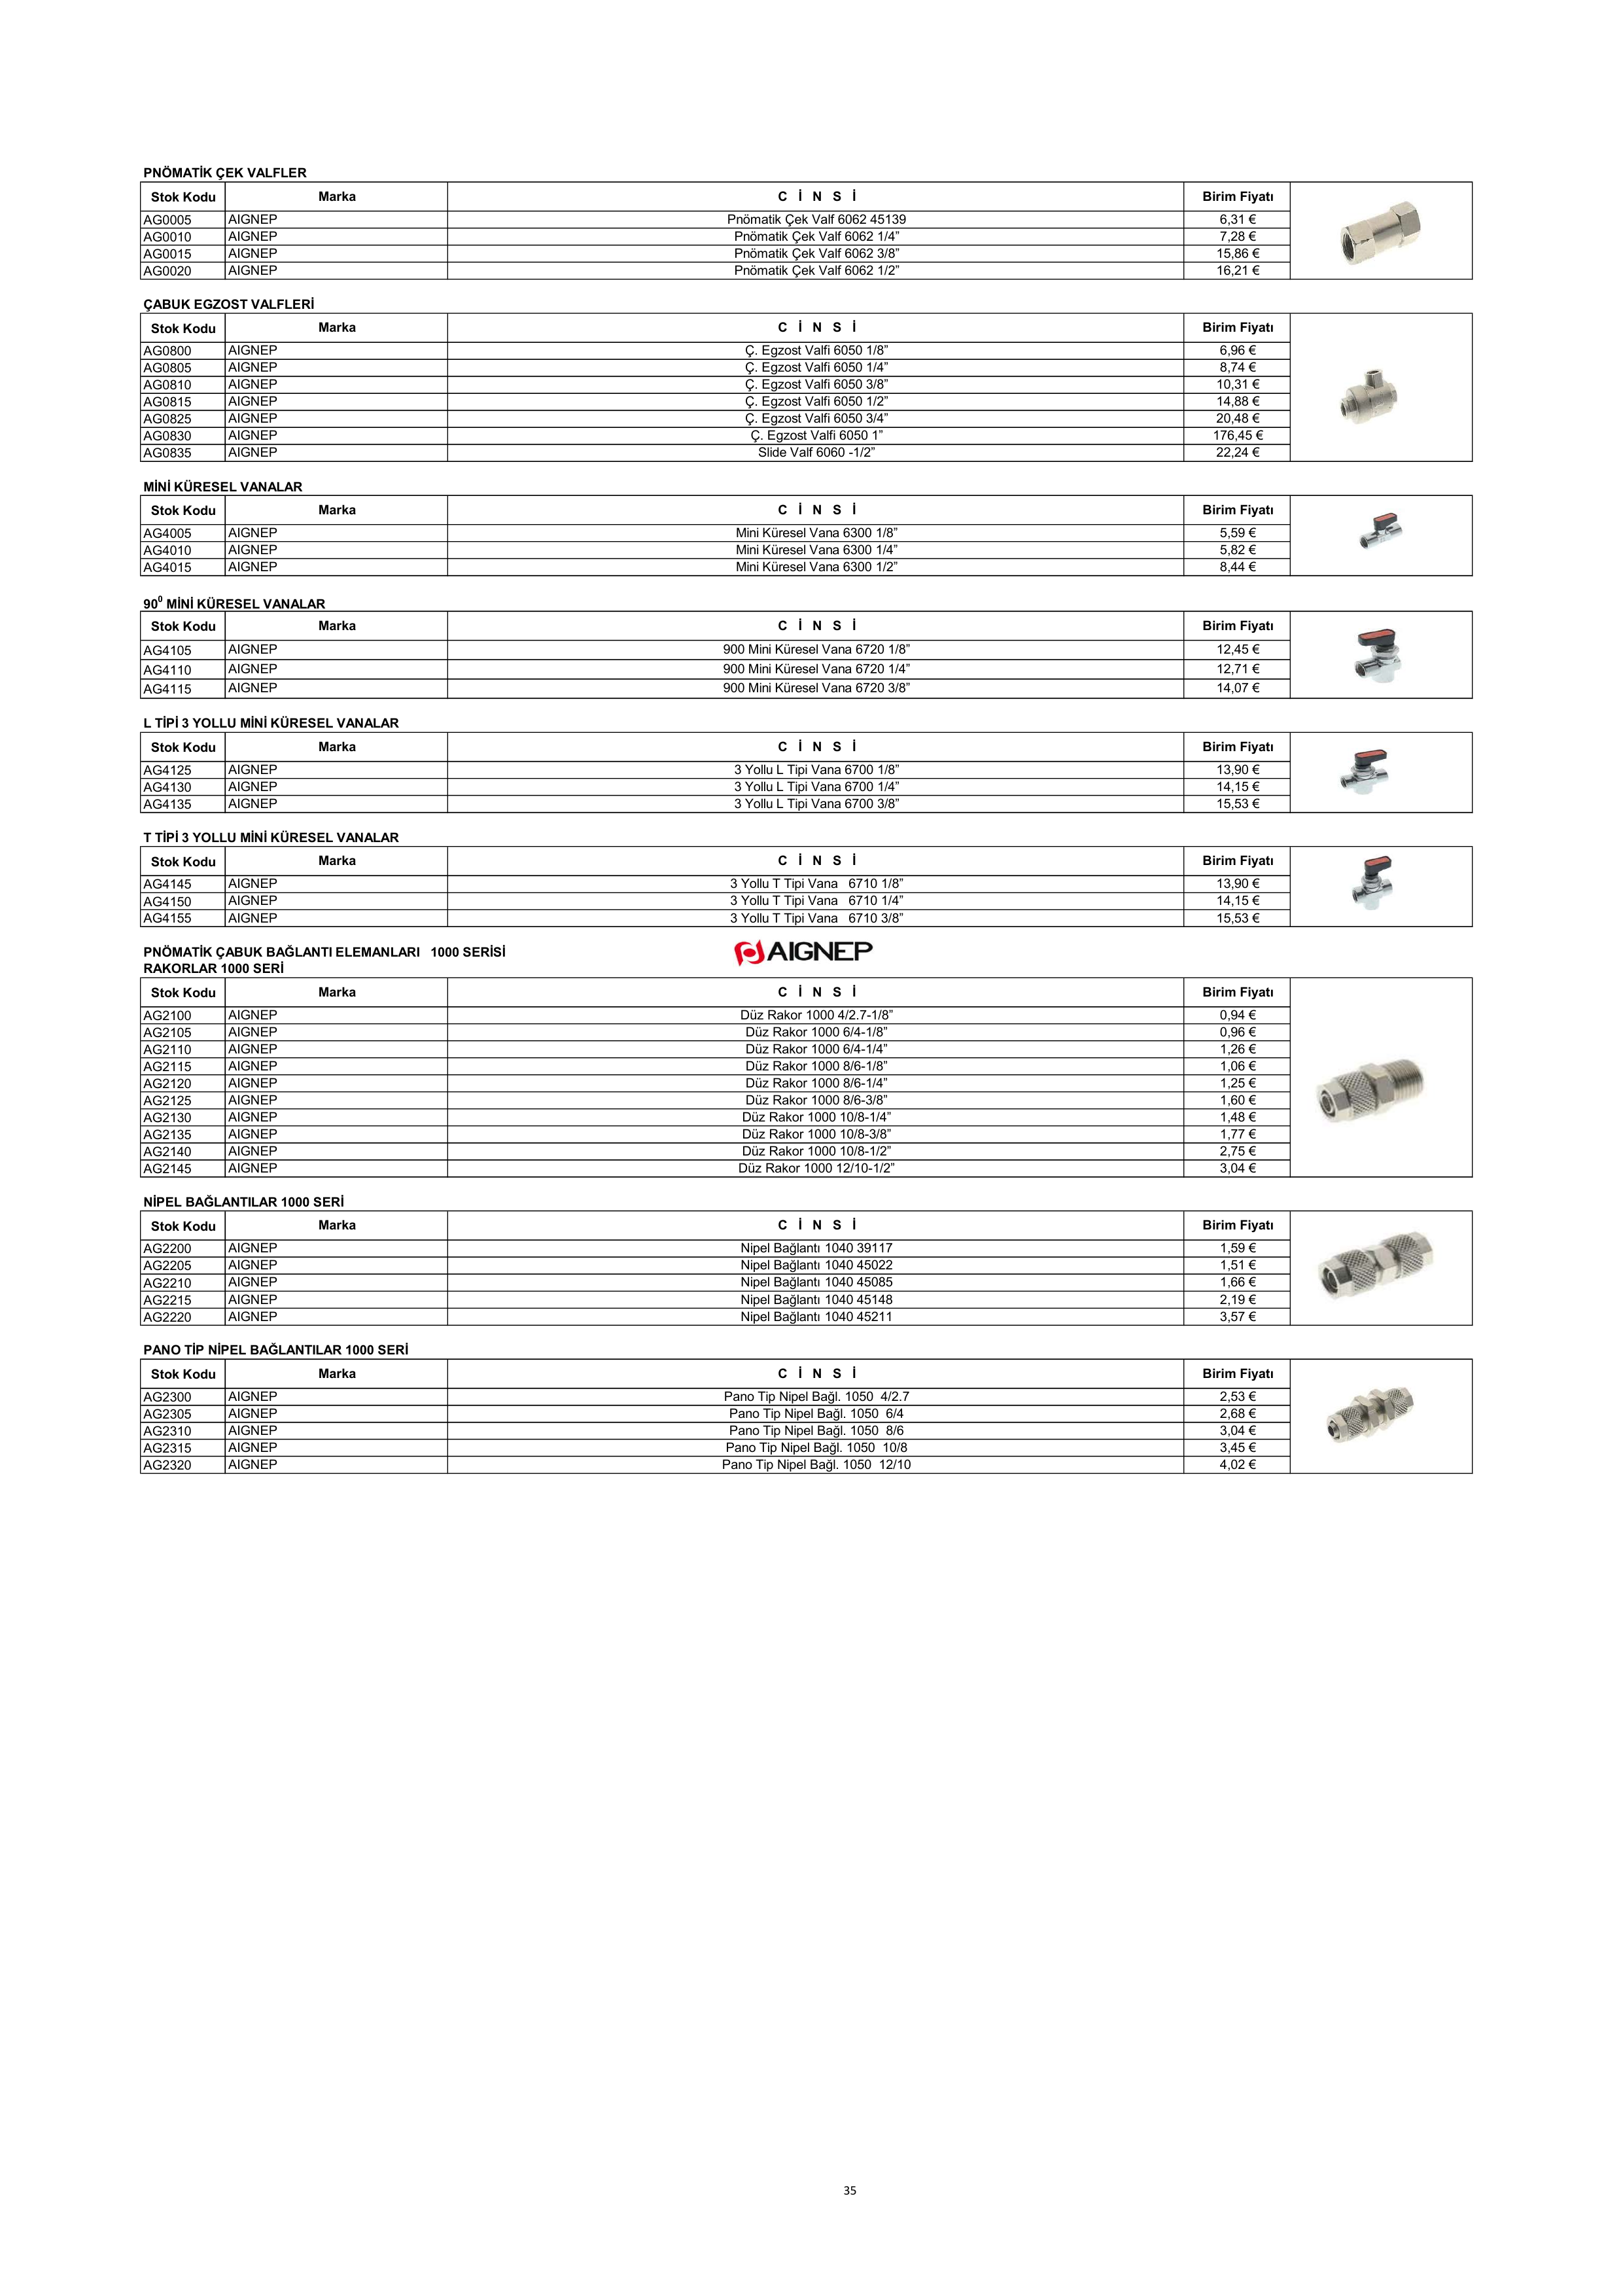 PNÖMATİK ÇEK VALFLER
Stok Kodu Marka C İ N S İ Birim Fiyatı
AG0005 AIGNEP Pnömatik Çek Valf 6062 45139 6,31 €
AG0010 AIGNEP Pnömatik Çek Valf 6062 1/4” 7,28 €
AG0015 AIGNEP Pnömatik Çek Valf 6062 3/8” 15,86 €
AG0020 AIGNEP Pnömatik Çek Valf 6062 1/2” 16,21 €
ÇABUK EGZOST VALFLERİ
Stok Kodu Marka C İ N S İ Birim Fiyatı
AG0800 AIGNEP Ç. Egzost Valfi 6050 1/8” 6,96 €
AG0805 AIGNEP Ç. Egzost Valfi 6050 1/4” 8,74 €
AG0810 AIGNEP Ç. Egzost Valfi 6050 3/8” 10,31 €
AG0815 AIGNEP Ç. Egzost Valfi 6050 1/2” 14,88 €
AG0825 AIGNEP Ç. Egzost Valfi 6050 3/4” 20,48 €
AG0830 AIGNEP Ç. Egzost Valfi 6050 1” 176,45 €
AG0835 AIGNEP Slide Valf 6060 -1/2” 22,24 €
MİNİ KÜRESEL VANALAR
Stok Kodu Marka C İ N S İ Birim Fiyatı
AG4005 AIGNEP Mini Küresel Vana 6300 1/8” 5,59 €
AG4010 AIGNEP Mini Küresel Vana 6300 1/4” 5,82 €
AG4015 AIGNEP Mini Küresel Vana 6300 1/2” 8,44 €
90⁰ MİNİ KÜRESEL VANALAR
Stok Kodu Marka C İ N S İ Birim Fiyatı
AG4105 AIGNEP 900 Mini Küresel Vana 6720 1/8” 12,45 €
AG4110 AIGNEP 900 Mini Küresel Vana 6720 1/4” 12,71 €
AG4115 AIGNEP 900 Mini Küresel Vana 6720 3/8” 14,07 €
L TİPİ 3 YOLLU MİNİ KÜRESEL VANALAR
Stok Kodu Marka C İ N S İ Birim Fiyatı
AG4125 AIGNEP 3 Yollu L Tipi Vana 6700 1/8” 13,90 €
AG4130 AIGNEP 3 Yollu L Tipi Vana 6700 1/4” 14,15 €
AG4135 AIGNEP 3 Yollu L Tipi Vana 6700 3/8” 15,53 €
T TİPİ 3 YOLLU MİNİ KÜRESEL VANALAR
Stok Kodu Marka C İ N S İ Birim Fiyatı
AG4145 AIGNEP 3 Yollu T Tipi Vana 6710 1/8” 13,90 €
AG4150 AIGNEP 3 Yollu T Tipi Vana 6710 1/4” 14,15 €
AG4155 AIGNEP 3 Yollu T Tipi Vana 6710 3/8” 15,53 €
PNÖMATİK ÇABUK BAĞLANTI ELEMANLARI 1000 SERİSİ AIGNEP
RAKORLAR 1000 SERİ
Stok Kodu Marka C İ N S İ Birim Fiyatı
AG2100 AIGNEP Düz Rakor 1000 4/2.7-1/8” 0,94 €
AG2105 AIGNEP Düz Rakor 1000 6/4-1/8” 0,96 €
AG2110 AIGNEP Düz Rakor 1000 6/4-1/4” 1,26 €
AG2115 AIGNEP Düz Rakor 1000 8/6-1/8” 1,06 €
AG2120 AIGNEP Düz Rakor 1000 8/6-1/4” 1,25 €
AG2125 AIGNEP Düz Rakor 1000 8/6-3/8” 1,60 €
AG2130 AIGNEP Düz Rakor 1000 10/8-1/4” 1,48 €
AG2135 AIGNEP Düz Rakor 1000 10/8-3/8” 1,77 €
AG2140 AIGNEP Düz Rakor 1000 10/8-1/2” 2,75 €
AG2145 AIGNEP Düz Rakor 1000 12/10-1/2” 3,04 €
NİPEL BAĞLANTILAR 1000 SERİ
Stok Kodu Marka C İ N S İ Birim Fiyatı
AG2200 AIGNEP Nipel Bağlantı 1040 39117 1,59 €
AG2205 AIGNEP Nipel Bağlantı 1040 45022 1,51 €
AG2210 AIGNEP Nipel Bağlantı 1040 45085 1,66 €
AG2215 AIGNEP Nipel Bağlantı 1040 45148 2,19 €
AG2220 AIGNEP Nipel Bağlantı 1040 45211 3,57 €
PANO TİP NİPEL BAĞLANTILAR 1000 SERİ
Stok Kodu Marka C İ N S İ Birim Fiyatı
AG2300 AIGNEP Pano Tip Nipel Bağl. 1050 4/2.7 2,53 €
AG2305 AIGNEP Pano Tip Nipel Bağl. 1050 6/4 2,68 €
AG2310 AIGNEP Pano Tip Nipel Bağl. 1050 8/6 3,04 €
AG2315 AIGNEP Pano Tip Nipel Bağl. 1050 10/8 3,45 €
AG2320 AIGNEP Pano Tip Nipel Bağl. 1050 12/10 4,02 €
35